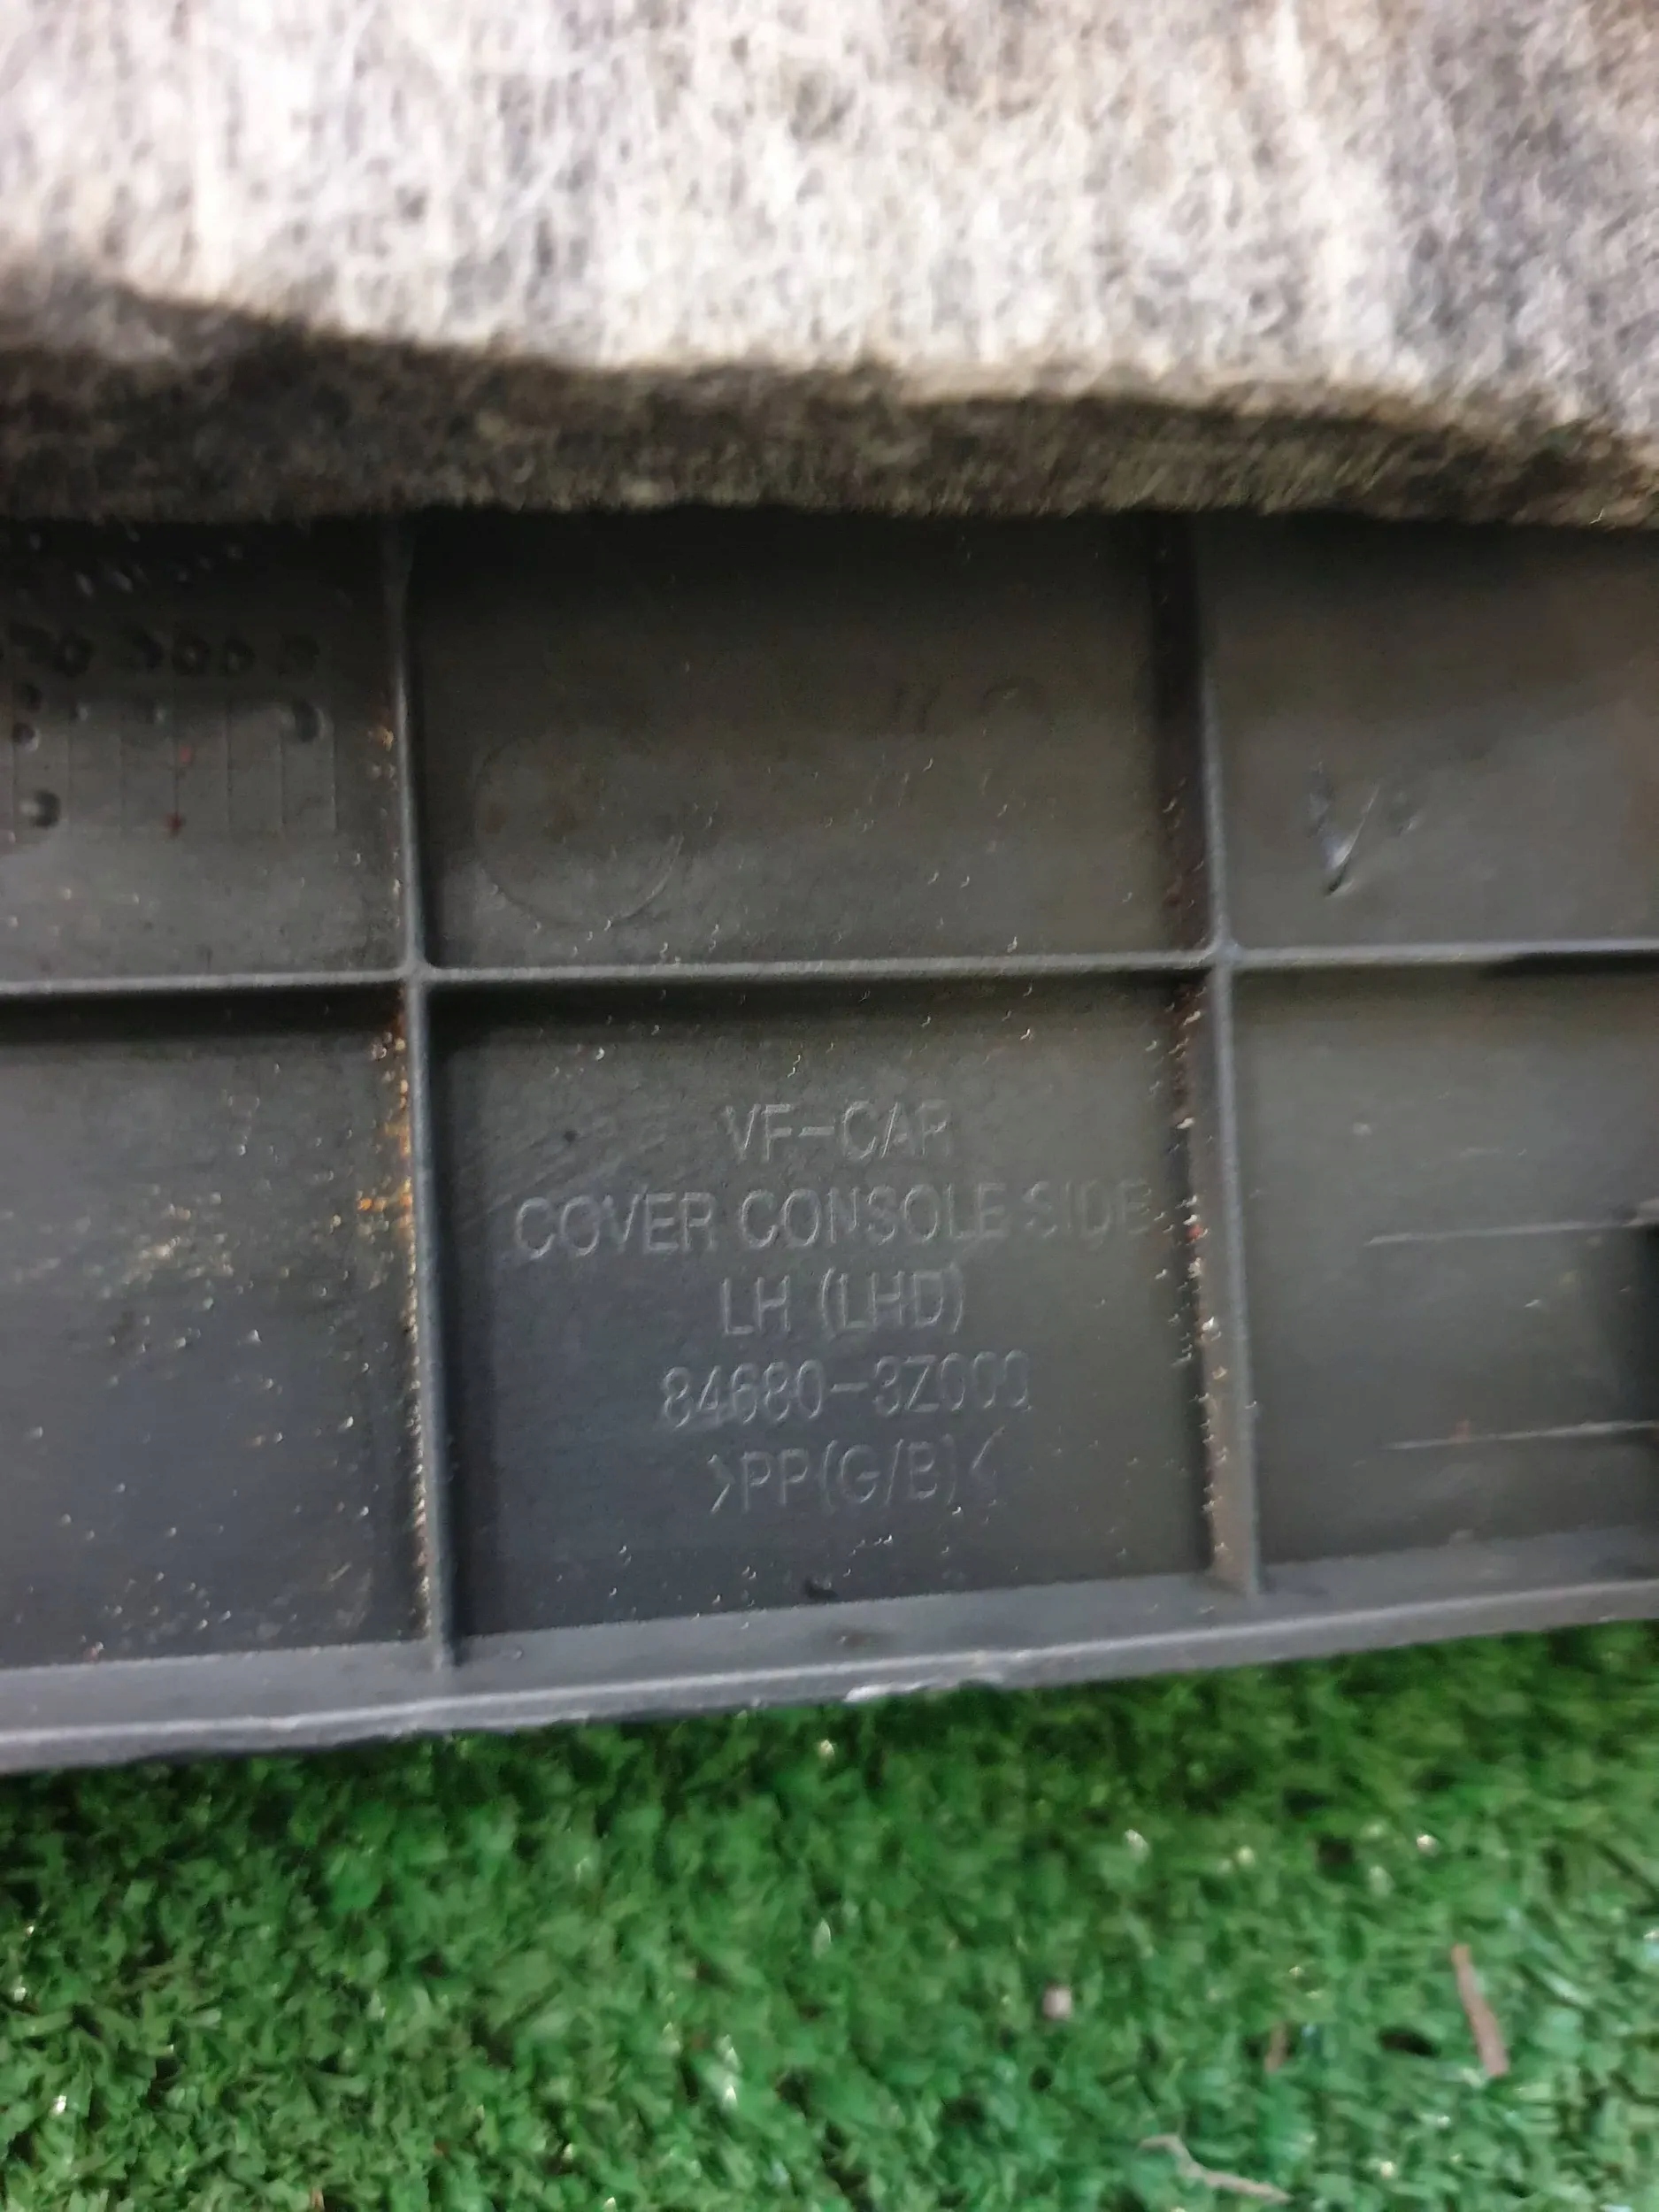 VF-CAR
COVER CONSOLE SIDE
LH (LHD)
84680-3Z000
>PP(G/B)<